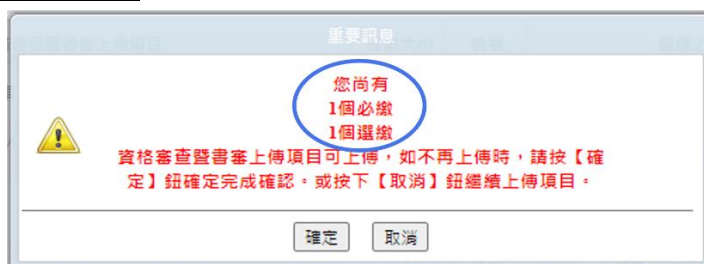 重要訊息
您尚有
1個必繳
1個選繳
資格審查暨書審上傳項目可上傳，如不再上傳時，請按【確
定】鈕確定完成確認。或按下【取消】鈕繼續上傳項目。
確定 取消